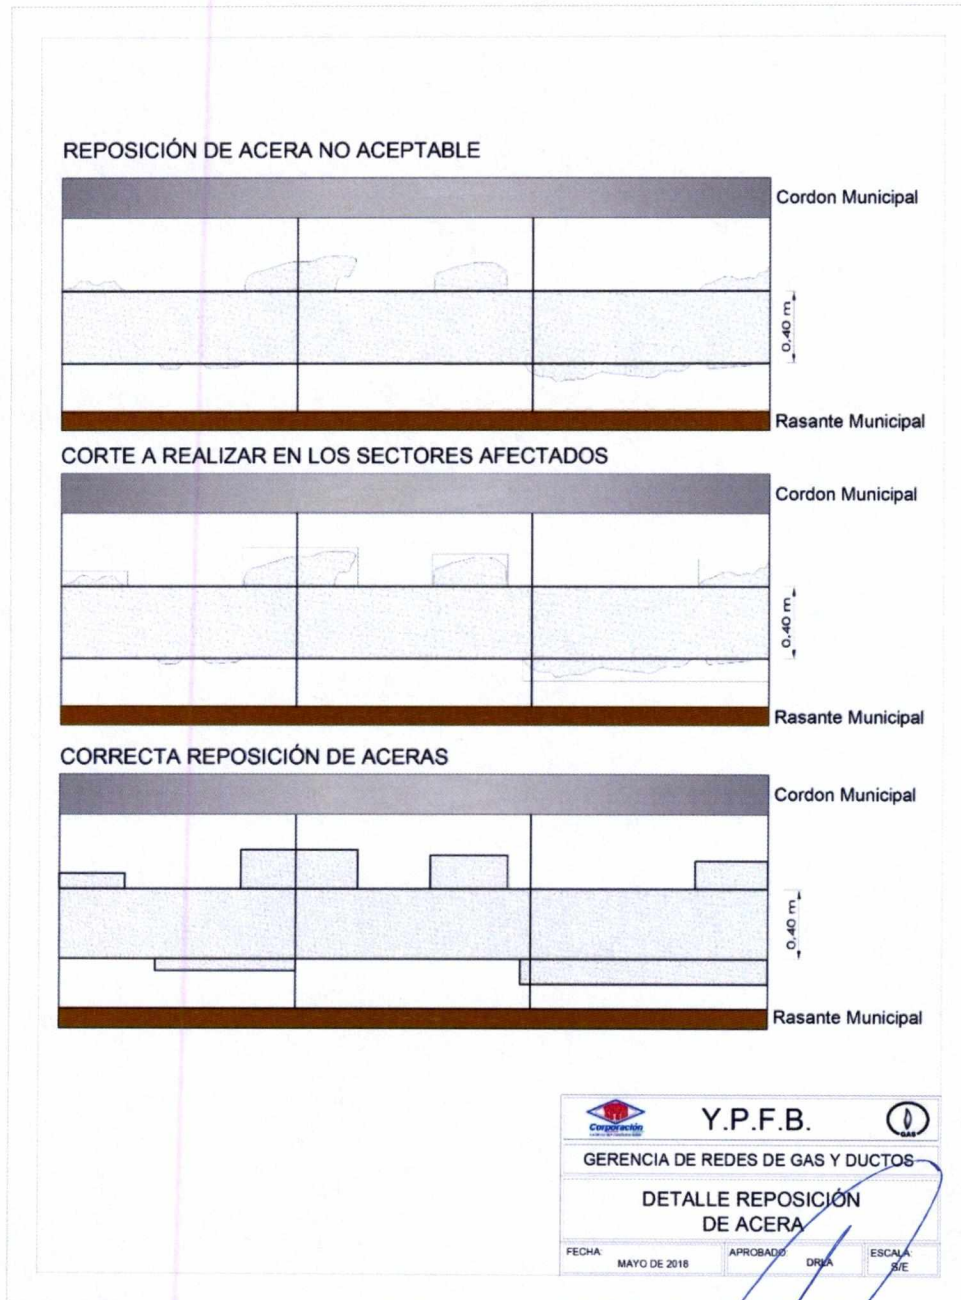 REPOSICIÓN DE ACERA NO ACEPTABLE
Cordon Municipal
0,40 m
Rasante Municipal
CORTE A REALIZAR EN LOS SECTORES AFECTADOS
Cordon Municipal
0,40 m
Rasante Municipal
CORRECTA REPOSICIÓN DE ACERAS
Cordon Municipal
0,40 m
Rasante Municipal
Corporación
Y.P.F.B.
GAS
GERENCIA DE REDES DE GAS Y DUCTOS
DETALLE REPOSICIÓN
DE ACERA
FECHA:
MAYO DE 2018
APROBADO:
DRLA
ESCALA:
S/E